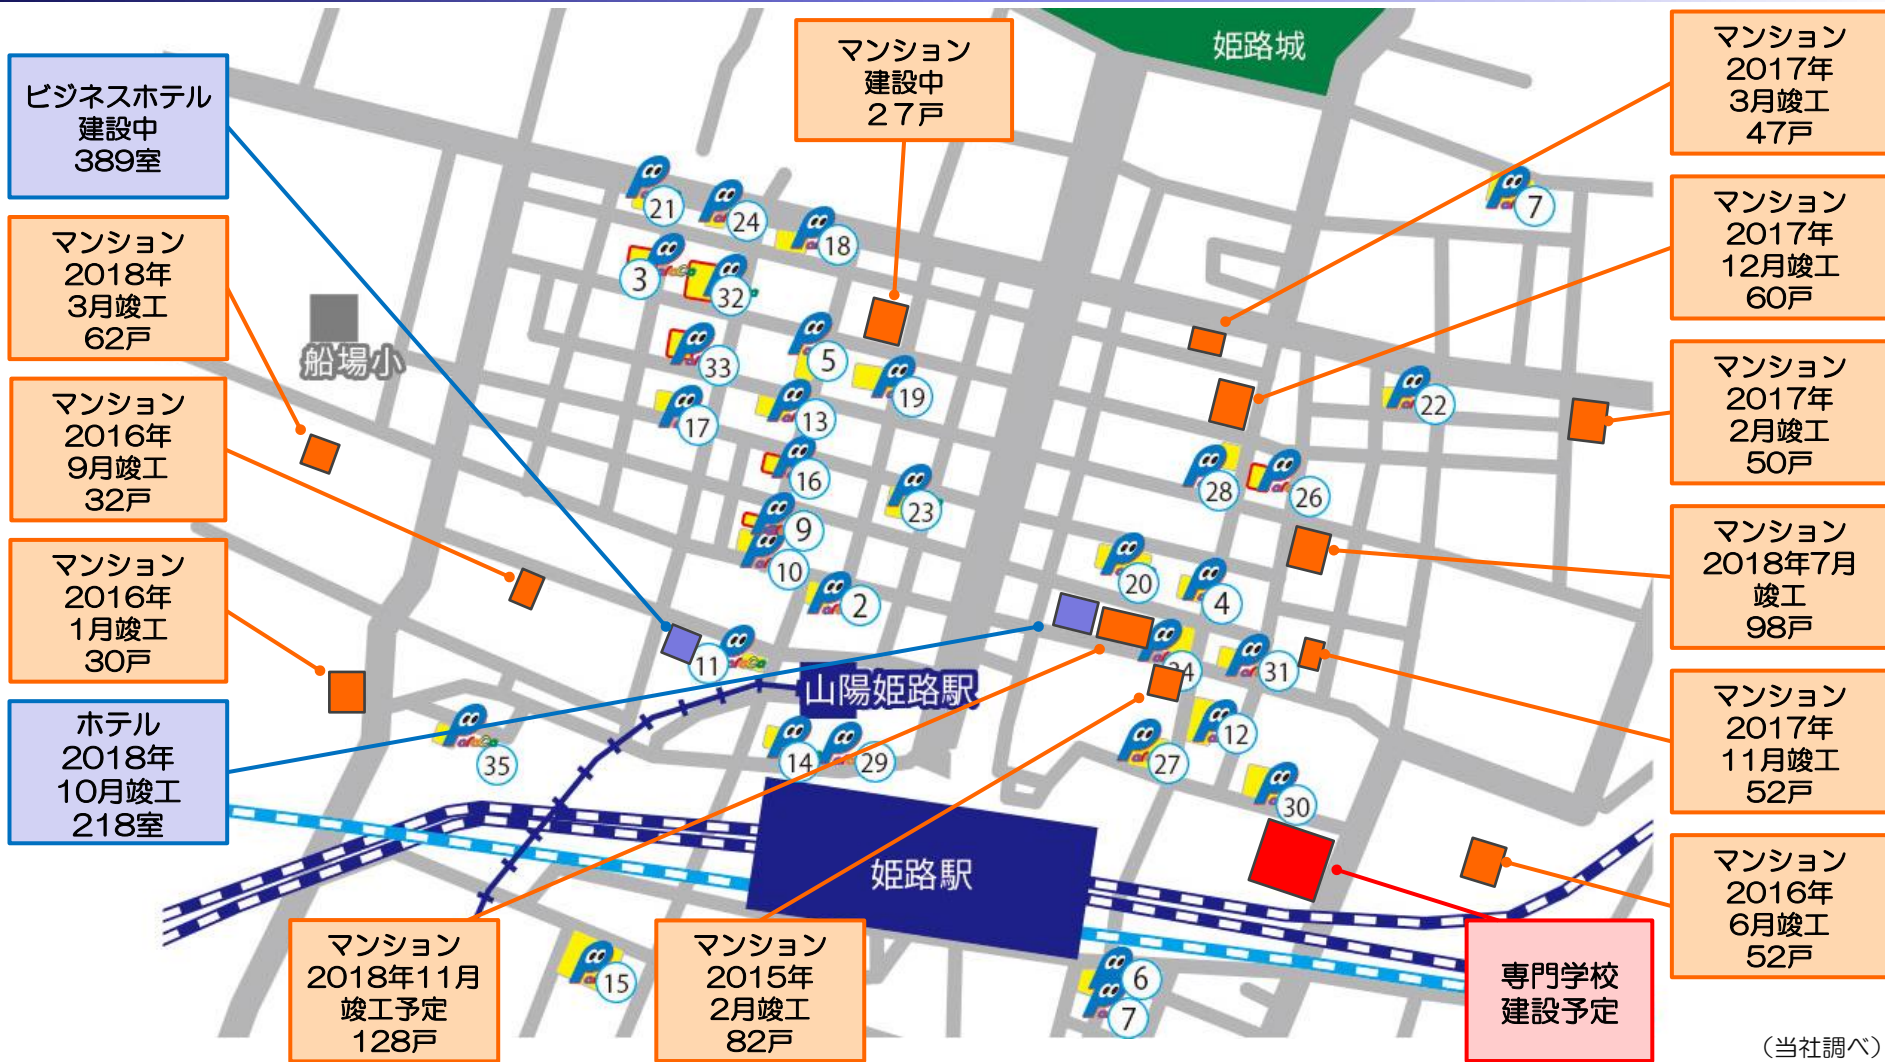 ビジネスホテル
建設中
389室
マンション
2018年
3月竣工
62戸
マンション
2016年
9月竣工
32戸
マンション
2016年
1月竣工
30戸
ホテル
2018年
10月竣工
218室
マンション
建設中
27戸
姫路城
マンション
2017年
3月竣工
47戸
マンション
2017年
12月竣工
60戸
マンション
2017年
2月竣工
50戸
マンション
2018年7月
竣工
98戸
マンション
2017年
11月竣工
52戸
マンション
2016年
6月竣工
52戸
専門学校
建設予定
マンション
2018年11月
竣工予定
128戸
マンション
2015年
2月竣工
82戸
船場小
山陽姫路駅
姫路駅
21
24
18
7
3
32
33
5
19
22
17
13
16
23
28
26
9
10
2
20
4
11
24
31
35
14
29
12
27
30
15
6
7
（当社調べ）